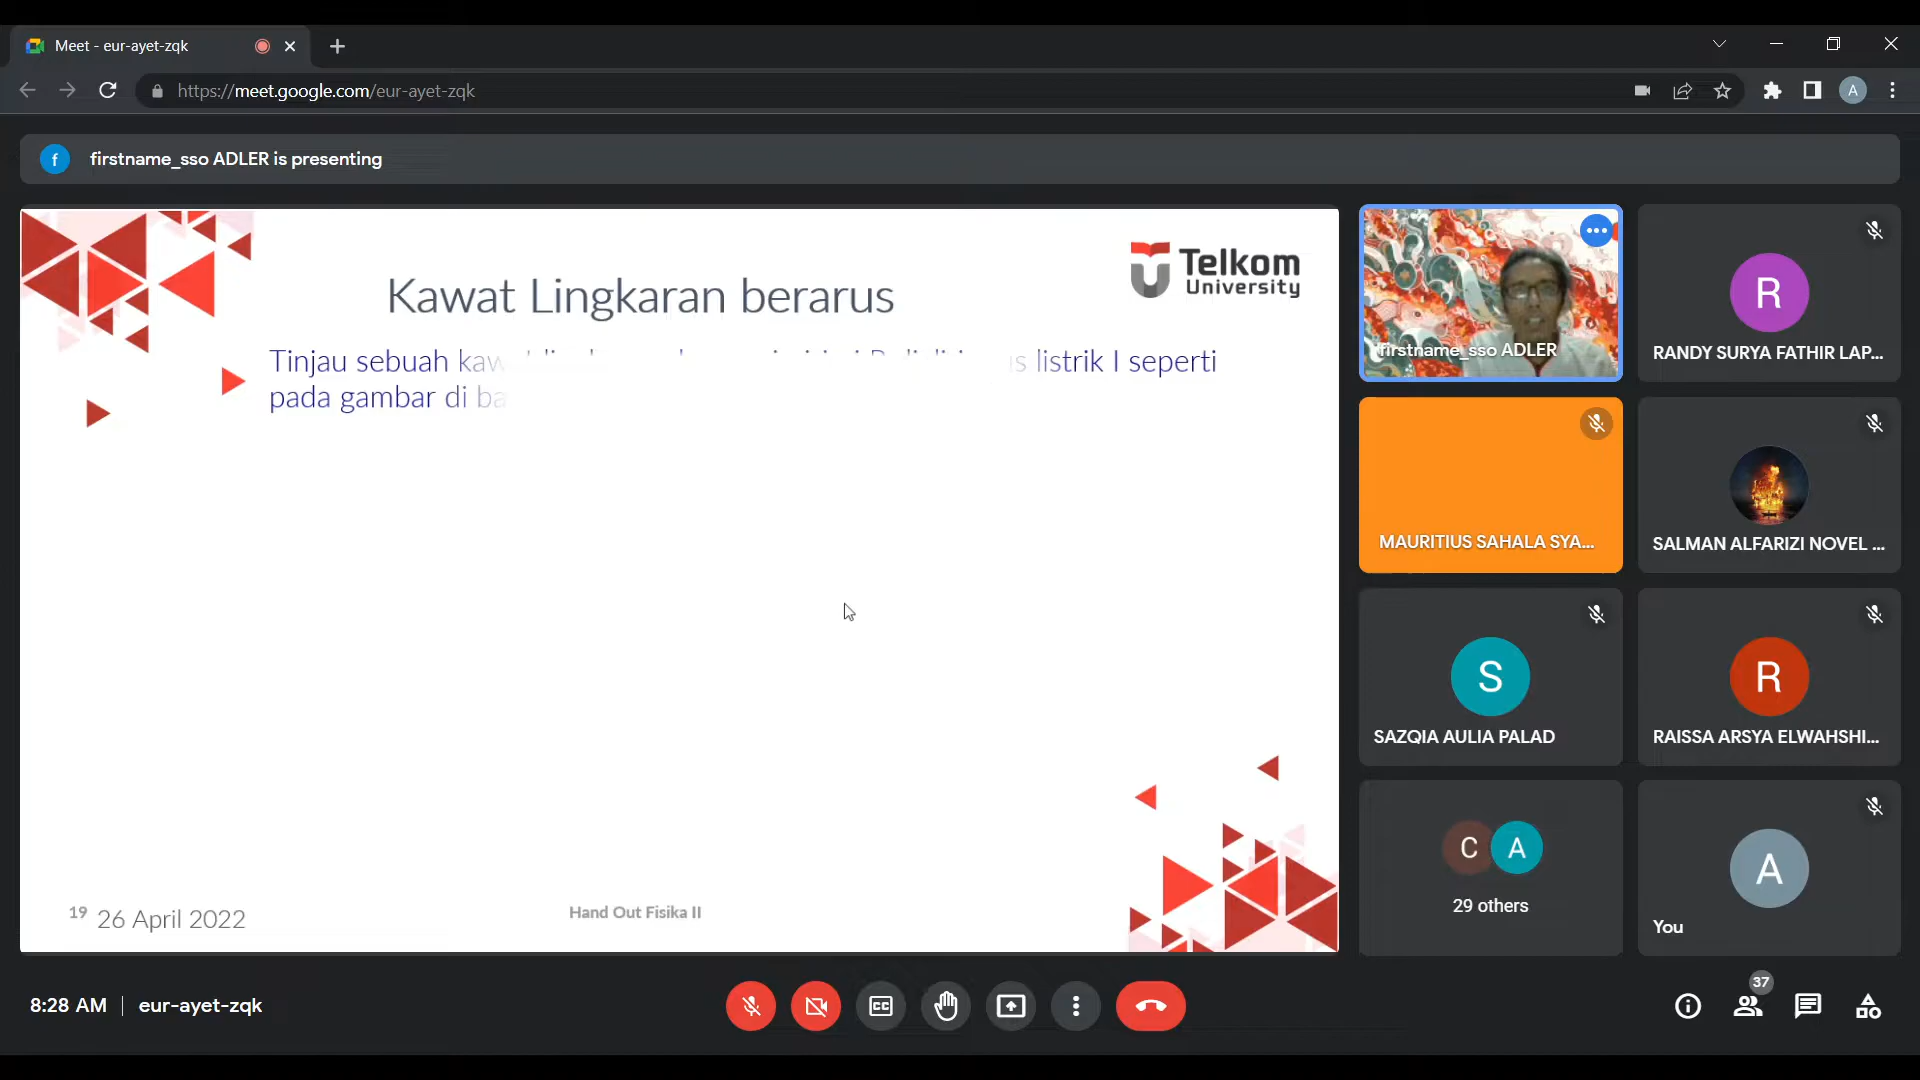 Meet - eur-ayet-zqk
https://meet.google.com/eur-ayet-zqk
A
f
firstname_sso ADLER is presenting
Telkom
University
Kawat Lingkaran berarus
Tinjau sebuah listrik I seperti
pada gambar di
19
26 April 2022
Hand Out Fisika II
firstname_sso ADLER
R
RANDY SURYA FATHIR LAP...
MAURITIUS SAHALA SYA...
SALMAN ALFARIZI NOVEL ...
S
SAZQIA AULIA PALAD
R
RAISSA ARSYA ELWAHSHI...
C A
29 others
A
You
8:28 AM | eur-ayet-zqk
CC
37